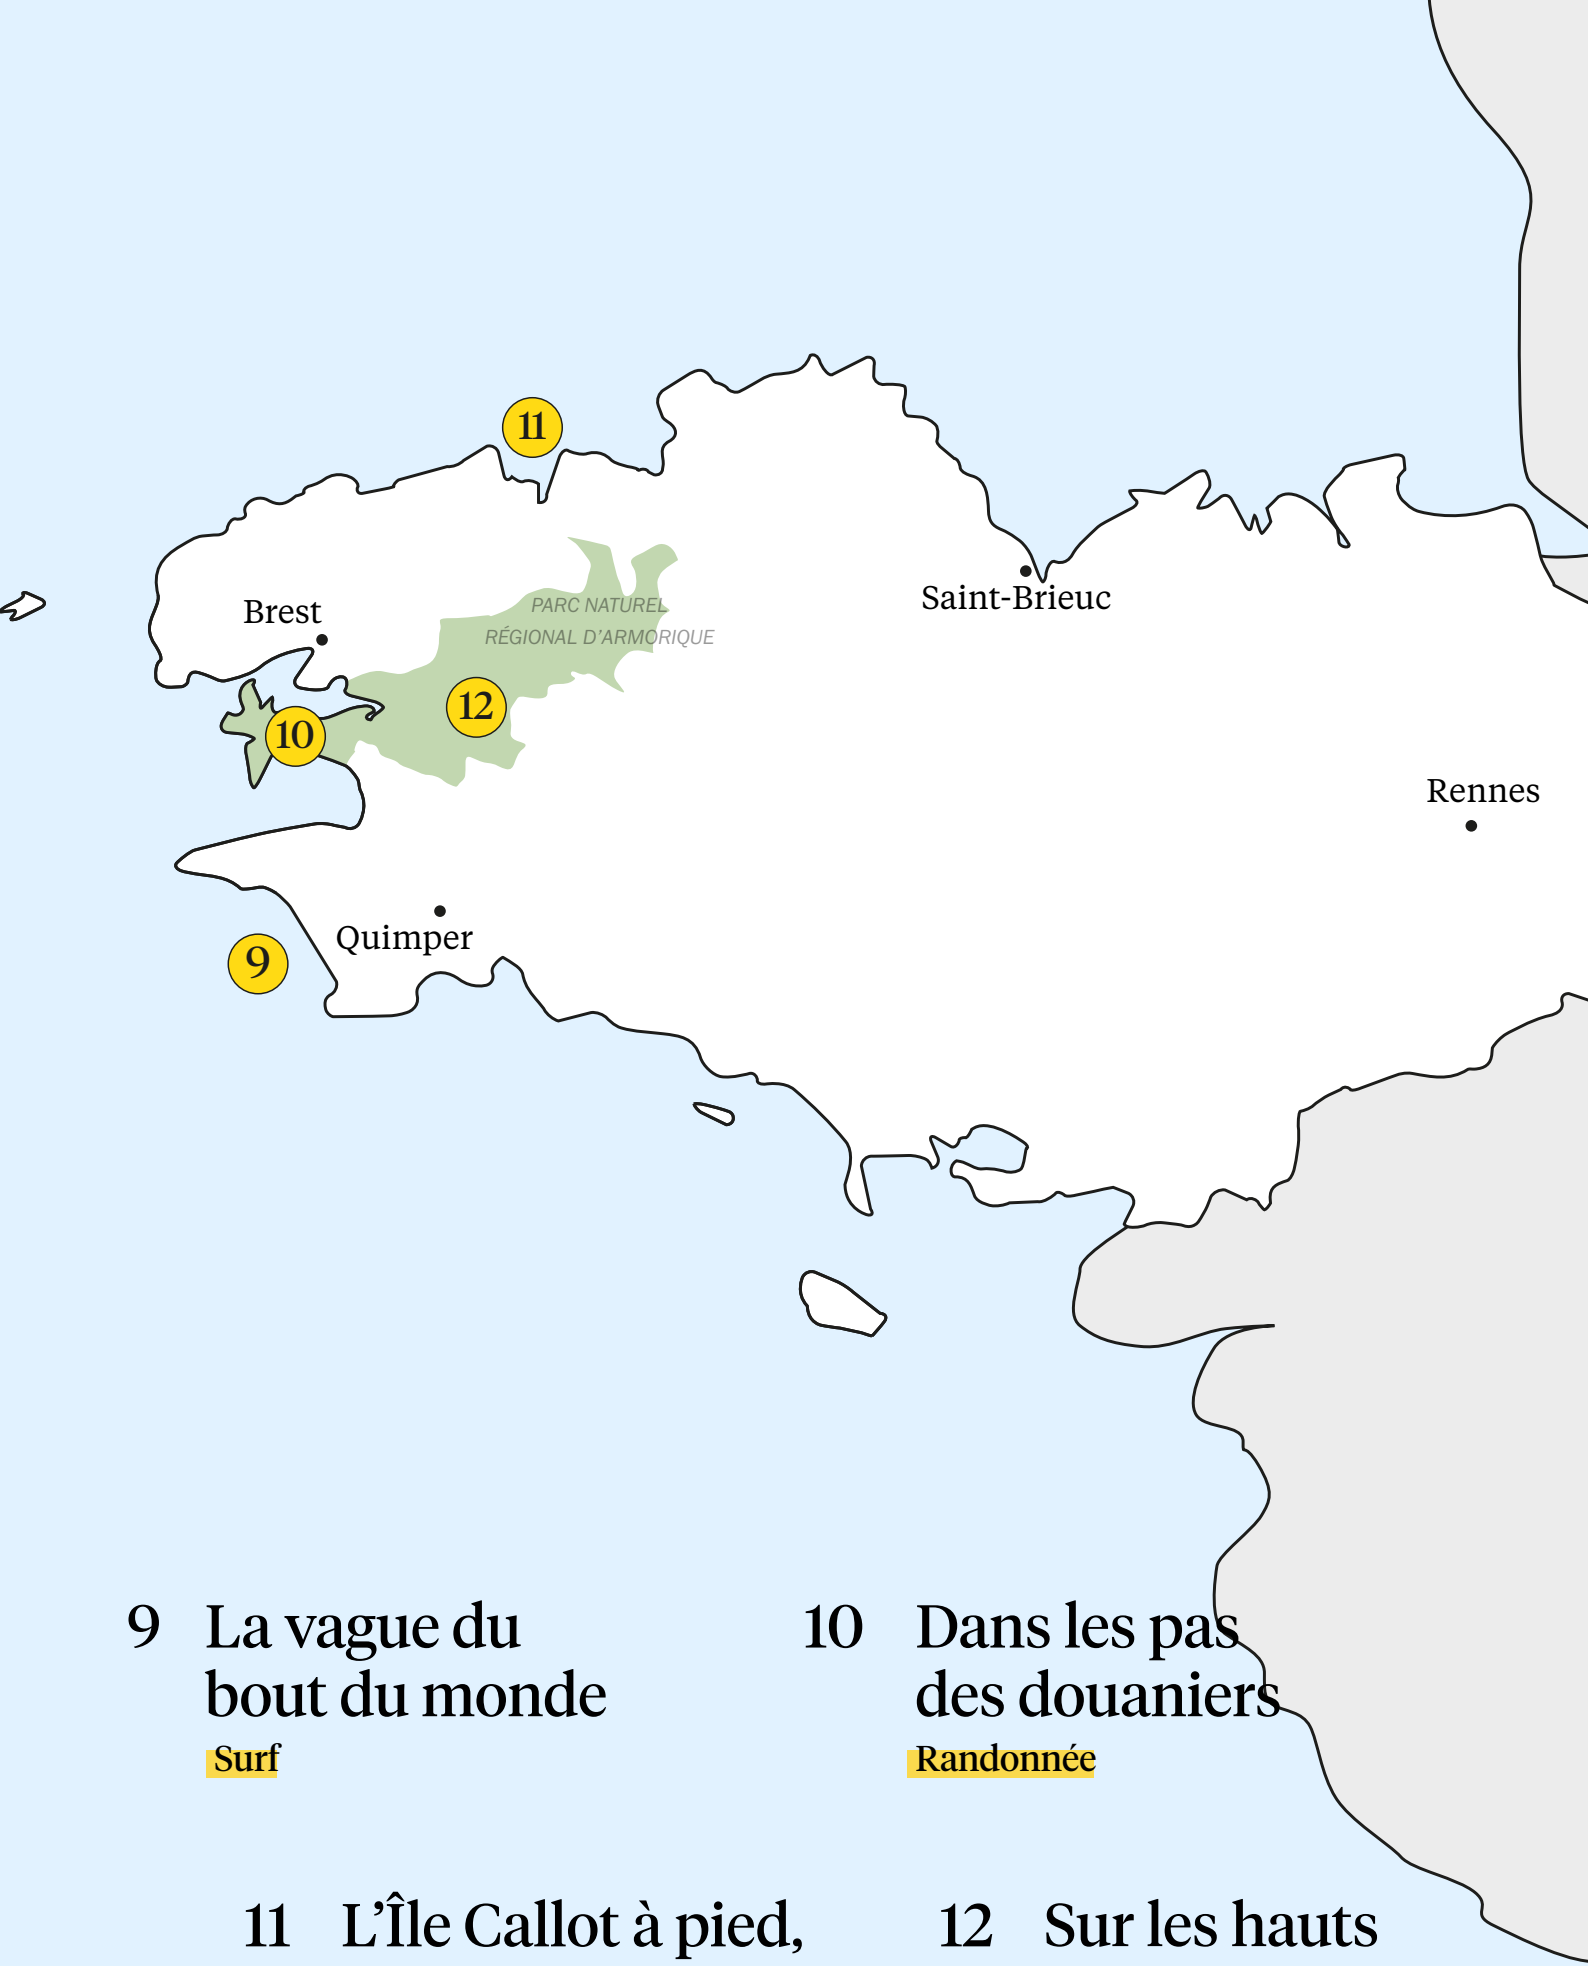 11
Saint-Brieuc
Brest
PARC NATUREL
RÉGIONAL D'ARMORIQUE
12
10
Rennes
Quimper
9
9 La vague du
bout du monde
Surf
10 Dans les pas
des douaniers
Randonnée
11 L’Île Callot à pied,
12 Sur les hauts